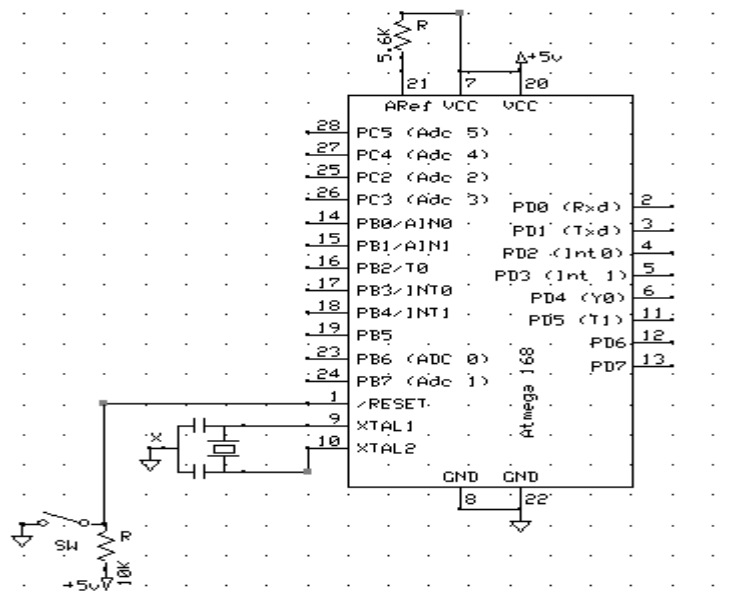 R
5.6K
+5v
21 7 20
ARef VCC VCC
28 PC5 (Adc 5)
27 PC4 (Adc 4)
25 PC2 (Adc 2)
26 PC3 (Adc 3)
14 PB0/AIN0
15 PB1/AIN1
16 PB2/T0
17 PB3/INT0
18 PB4/INT1
19 PB5
23 PB6 (ADC 0)
24 PB7 (Adc 1)
1 /RESET
9 XTAL1
10 XTAL2
PD0 (Rxd) 2
PD1 (Txd) 3
PD2 (Int0) 4
PD3 (Int 1) 5
PD4 (Y0) 6
PD5 (T1) 11
PD6 12
PD7 13
Atmega 168
X
GND GND
8 22
SW
R
10K
+5v